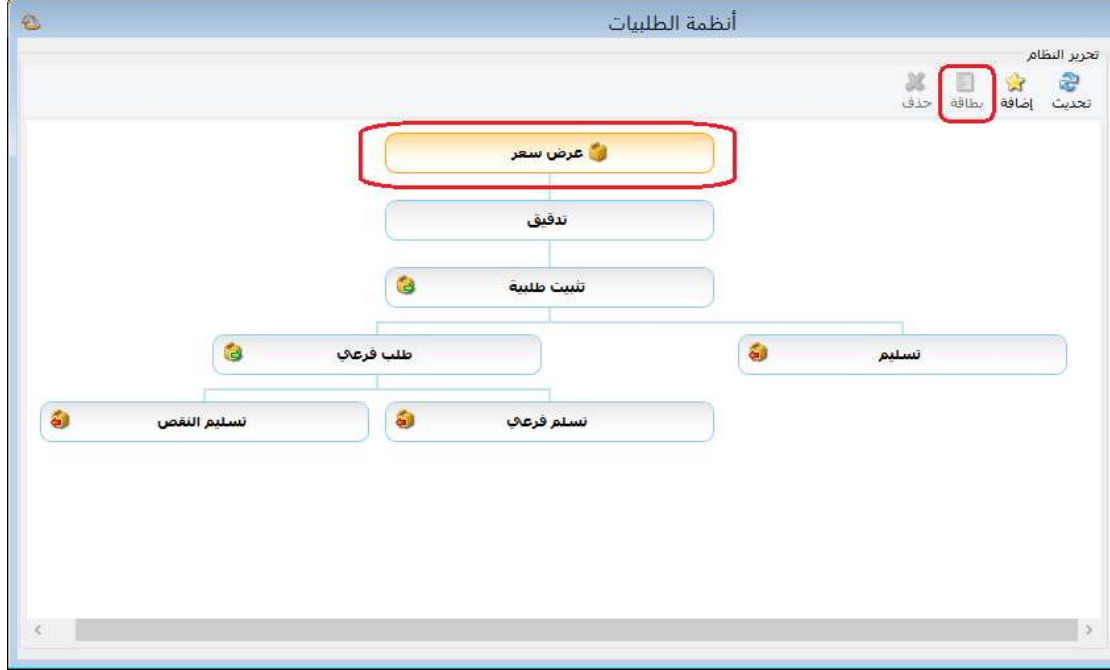 أنظمة الطلبيات
تحرير النظام
تحديث إضافة بطاقة حذف
عرض سعر
تدقيق
تثبيت طلبية
تسليم
طلب فرعي
تسلم فرعي
تسليم النقص